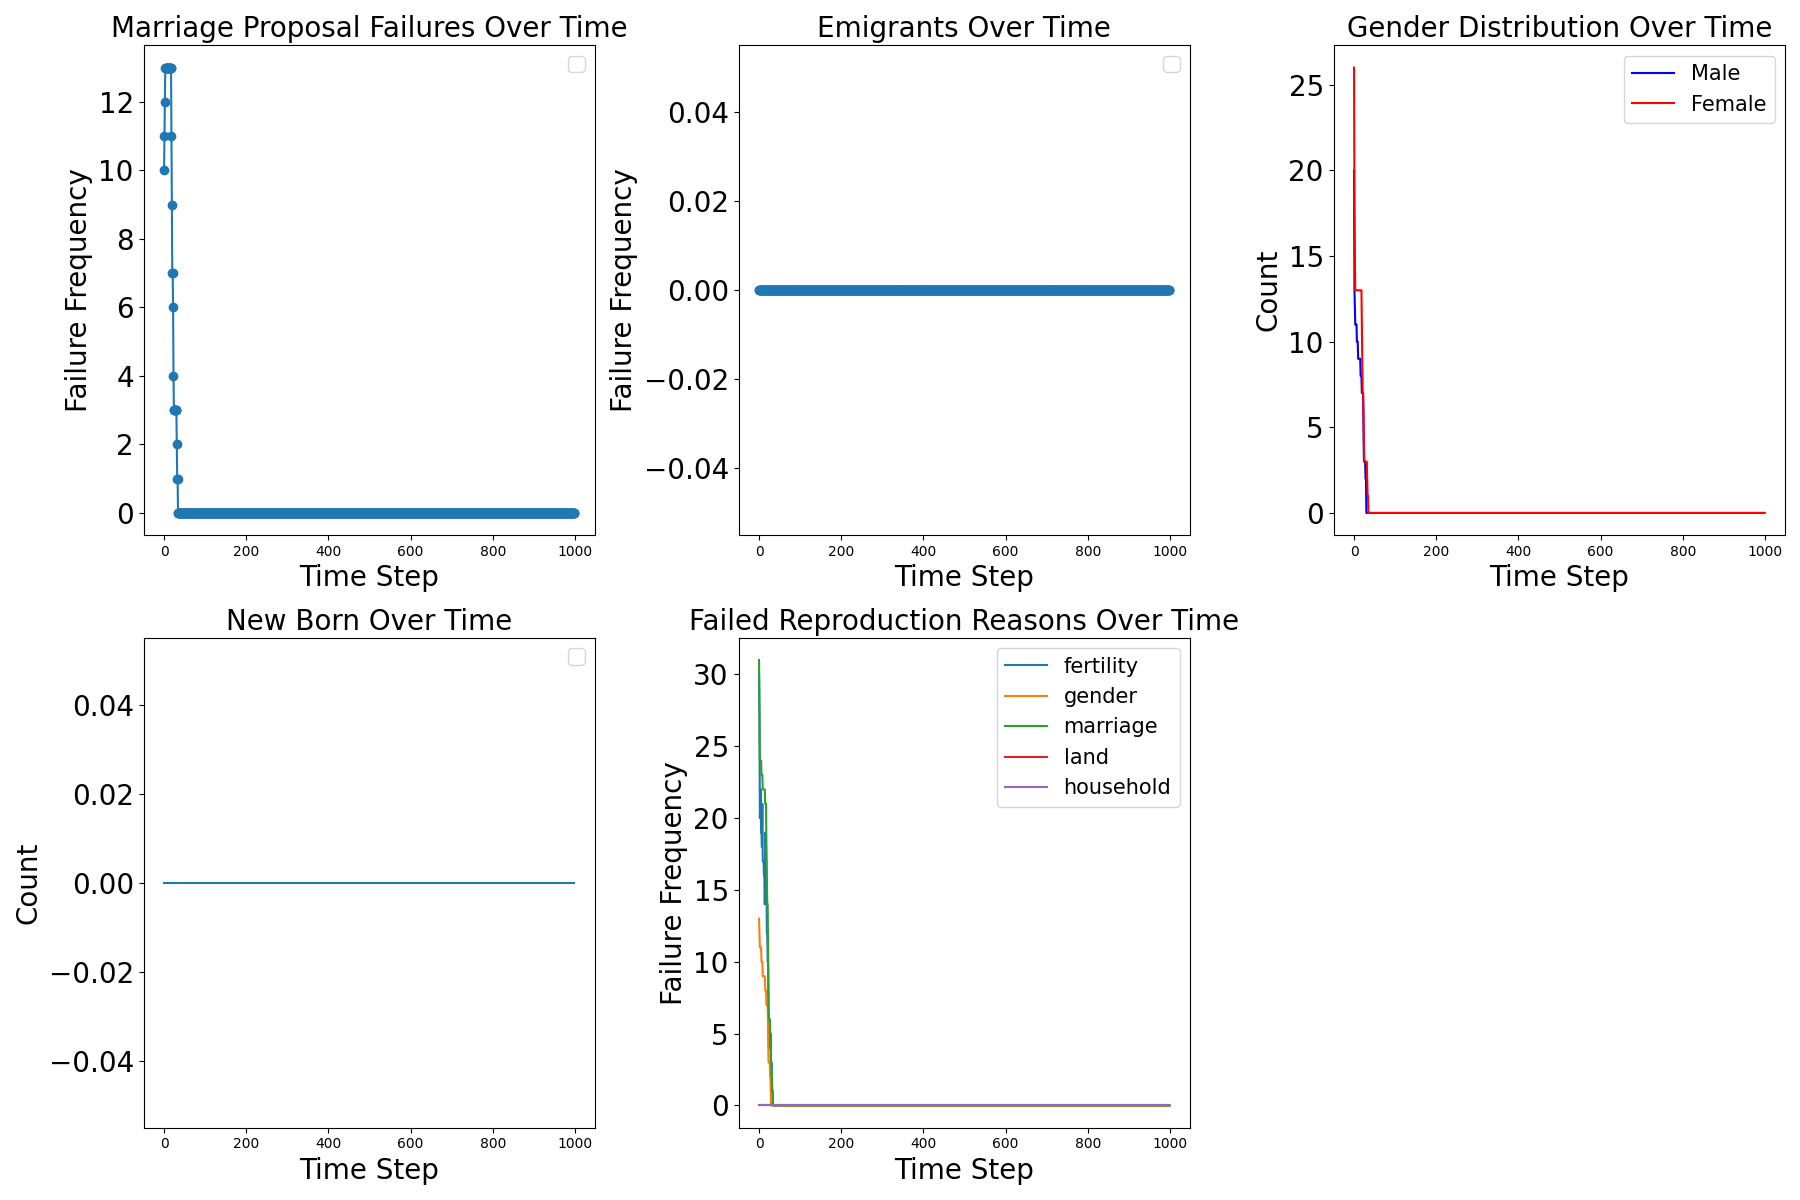 Marriage Proposal Failures Over Time
Failure Frequency
12
10
8
6
4
2
0
0 200 400 600 800 1000
Time Step
Emigrants Over Time
Failure Frequency
0.04
0.02
0.00
−0.02
−0.04
0 200 400 600 800 1000
Time Step
Gender Distribution Over Time
Male
Female
Count
25
20
15
10
5
0
0 200 400 600 800 1000
Time Step
New Born Over Time
Count
0.04
0.02
0.00
−0.02
−0.04
0 200 400 600 800 1000
Time Step
Failed Reproduction Reasons Over Time
fertility
gender
marriage
land
household
Failure Frequency
30
25
20
15
10
5
0
0 200 400 600 800 1000
Time Step